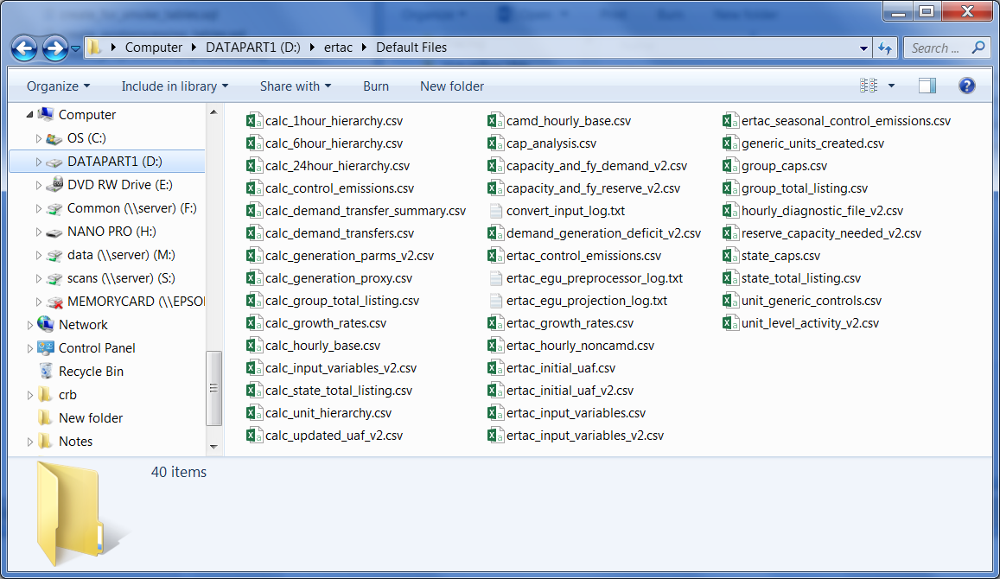 Computer ▸ DATAPART1 (D:) ▸ ertac ▸ Default Files
Search ...
Organize Include in library Share with Burn New folder
Computer
OS (C:)
DATAPART1 (D:)
DVD RW Drive (E:)
Common (\\server) (F:)
NANO PRO (H:)
data (\\server) (M:)
scans (\\server) (S:)
MEMORYCARD (\\EPSO
Network
Control Panel
Recycle Bin
crb
New folder
Notes
calc_1hour_hierarchy.csv
calc_6hour_hierarchy.csv
calc_24hour_hierarchy.csv
calc_control_emissions.csv
calc_demand_transfer_summary.csv
calc_demand_transfers.csv
calc_generation_parms_v2.csv
calc_generation_proxy.csv
calc_group_total_listing.csv
calc_growth_rates.csv
calc_hourly_base.csv
calc_input_variables_v2.csv
calc_state_total_listing.csv
calc_unit_hierarchy.csv
calc_updated_uaf_v2.csv
camd_hourly_base.csv
cap_analysis.csv
capacity_and_fy_demand_v2.csv
capacity_and_fy_reserve_v2.csv
convert_input_log.txt
demand_generation_deficit_v2.csv
ertac_control_emissions.csv
ertac_egu_preprocessor_log.txt
ertac_egu_projection_log.txt
ertac_growth_rates.csv
ertac_hourly_noncamd.csv
ertac_initial_uaf.csv
ertac_initial_uaf_v2.csv
ertac_input_variables.csv
ertac_input_variables_v2.csv
ertac_seasonal_control_emissions.csv
generic_units_created.csv
group_caps.csv
group_total_listing.csv
hourly_diagnostic_file_v2.csv
reserve_capacity_needed_v2.csv
state_caps.csv
state_total_listing.csv
unit_generic_controls.csv
unit_level_activity_v2.csv
40 items